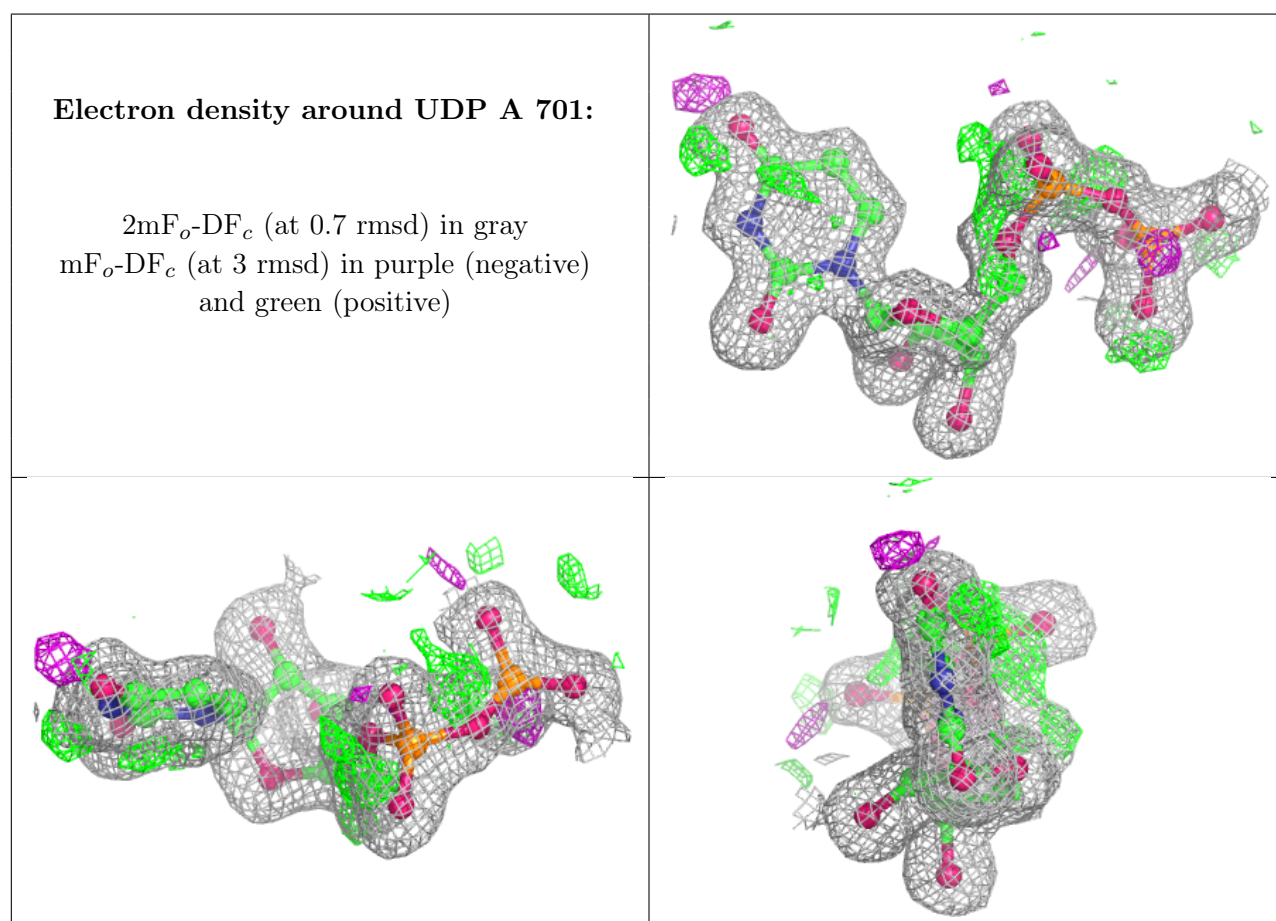 Electron density around UDP A 701:
2mFo-DFc (at 0.7 rmsd) in gray
mFo-DFc (at 3 rmsd) in purple (negative)
and green (positive)